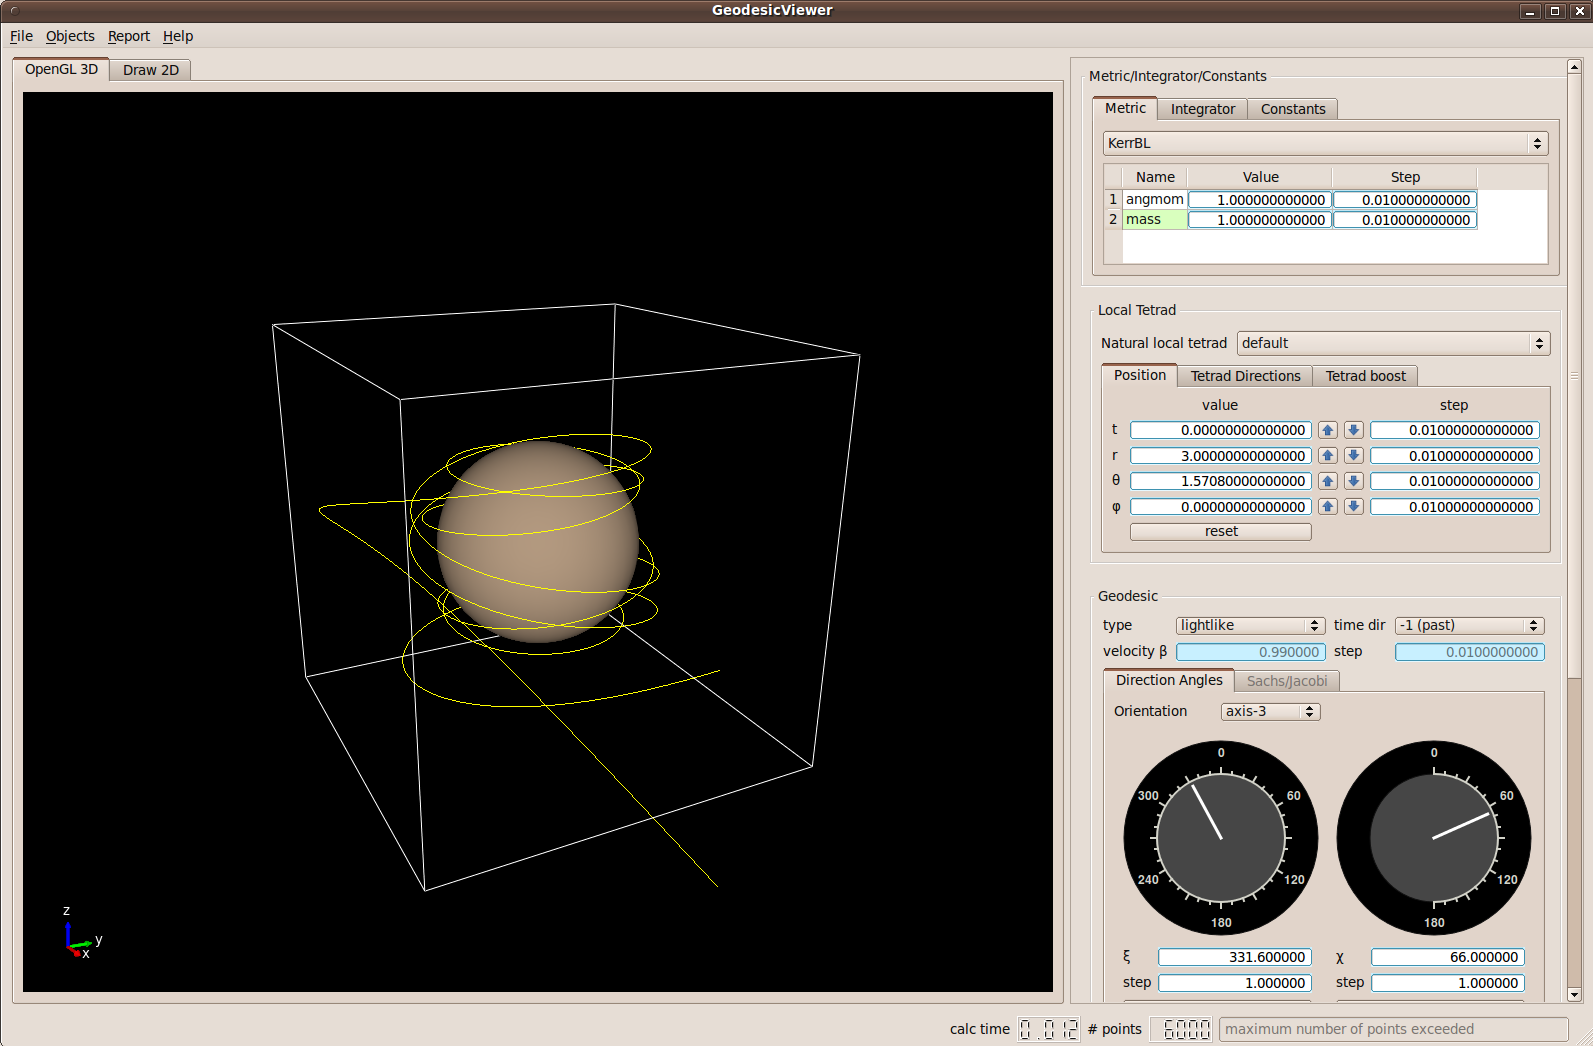 GeodesicViewer
File Objects Report Help
OpenGL 3D Draw 2D
z
y
x
Metric/Integrator/Constants
Metric Integrator Constants
KerrBL
Name Value Step
1 angmom 1.000000000000 0.010000000000
2 mass 1.000000000000 0.010000000000
Local Tetrad
Natural local tetrad default
Position Tetrad Directions Tetrad boost
value step
t 0.00000000000000 0.01000000000000
r 3.00000000000000 0.01000000000000
θ 1.57080000000000 0.01000000000000
φ 0.00000000000000 0.01000000000000
reset
Geodesic
type lightlike time dir -1 (past)
velocity β 0.990000 step 0.0100000000
Direction Angles Sachs/Jacobi
Orientation axis-3
0 0
300 60 60
240 120 120
180 180
ξ 331.600000 χ 66.000000
step 1.000000 step 1.000000
calc time 0.012 # points 6000 maximum number of points exceeded